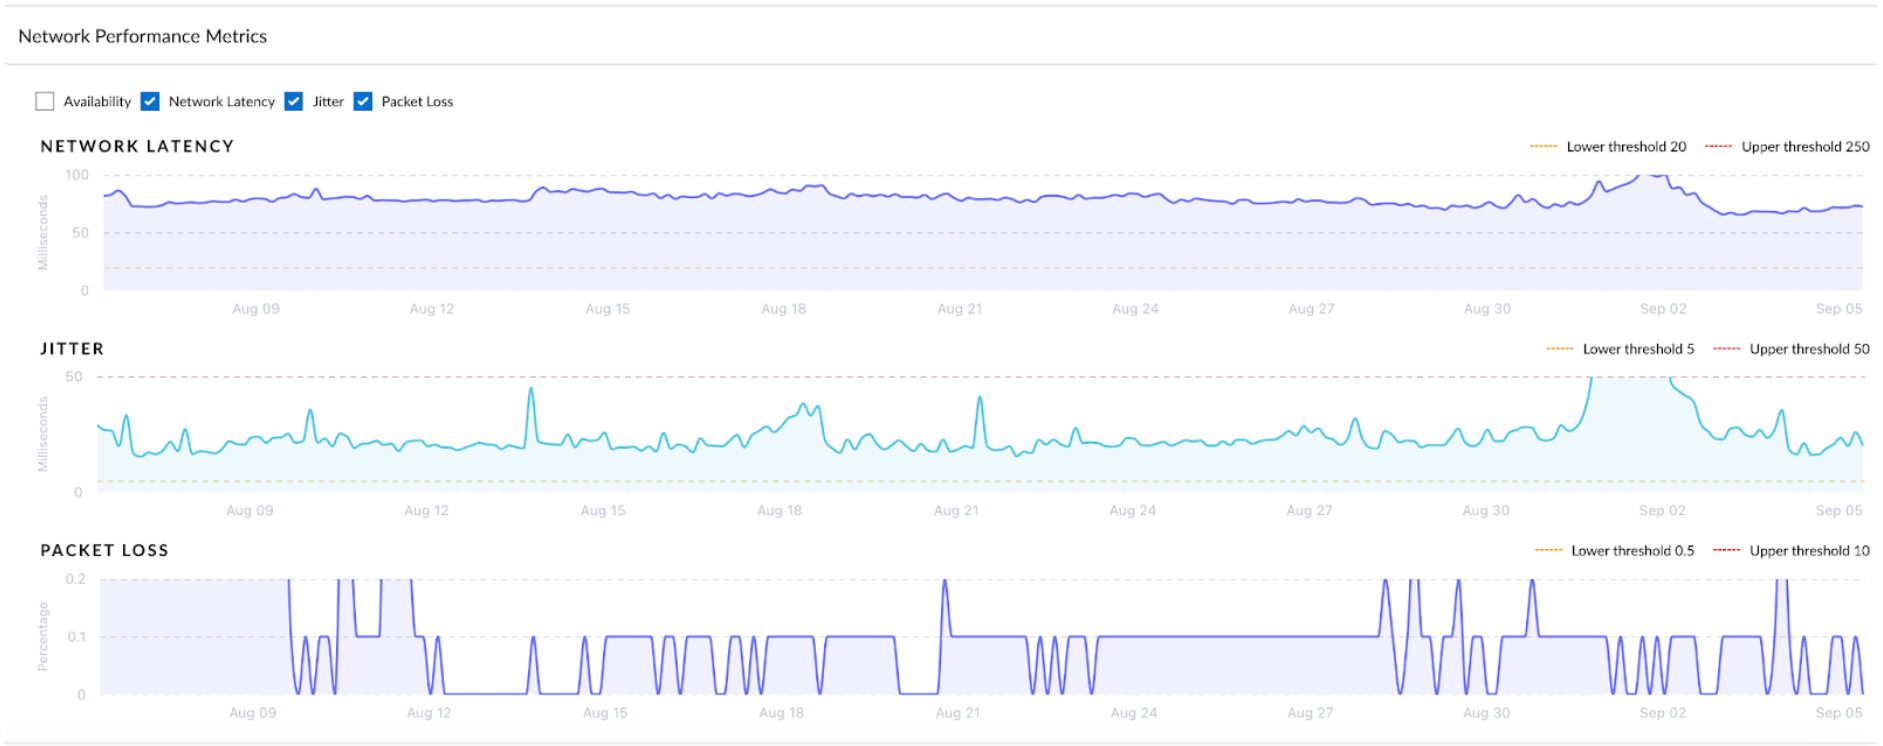 Network Performance Metrics
Availability Network Latency Jitter Packet Loss
NETWORK LATENCY
Lower threshold 20 Upper threshold 250
100
50
0
Milliseconds
Aug 09 Aug 12 Aug 15 Aug 18 Aug 21 Aug 24 Aug 27 Aug 30 Sep 02 Sep 05
JITTER
Lower threshold 5 Upper threshold 50
50
0
Milliseconds
Aug 09 Aug 12 Aug 15 Aug 18 Aug 21 Aug 24 Aug 27 Aug 30 Sep 02 Sep 05
PACKET LOSS
Lower threshold 0.5 Upper threshold 10
0.2
0.1
0
Percentage
Aug 09 Aug 12 Aug 15 Aug 18 Aug 21 Aug 24 Aug 27 Aug 30 Sep 02 Sep 05